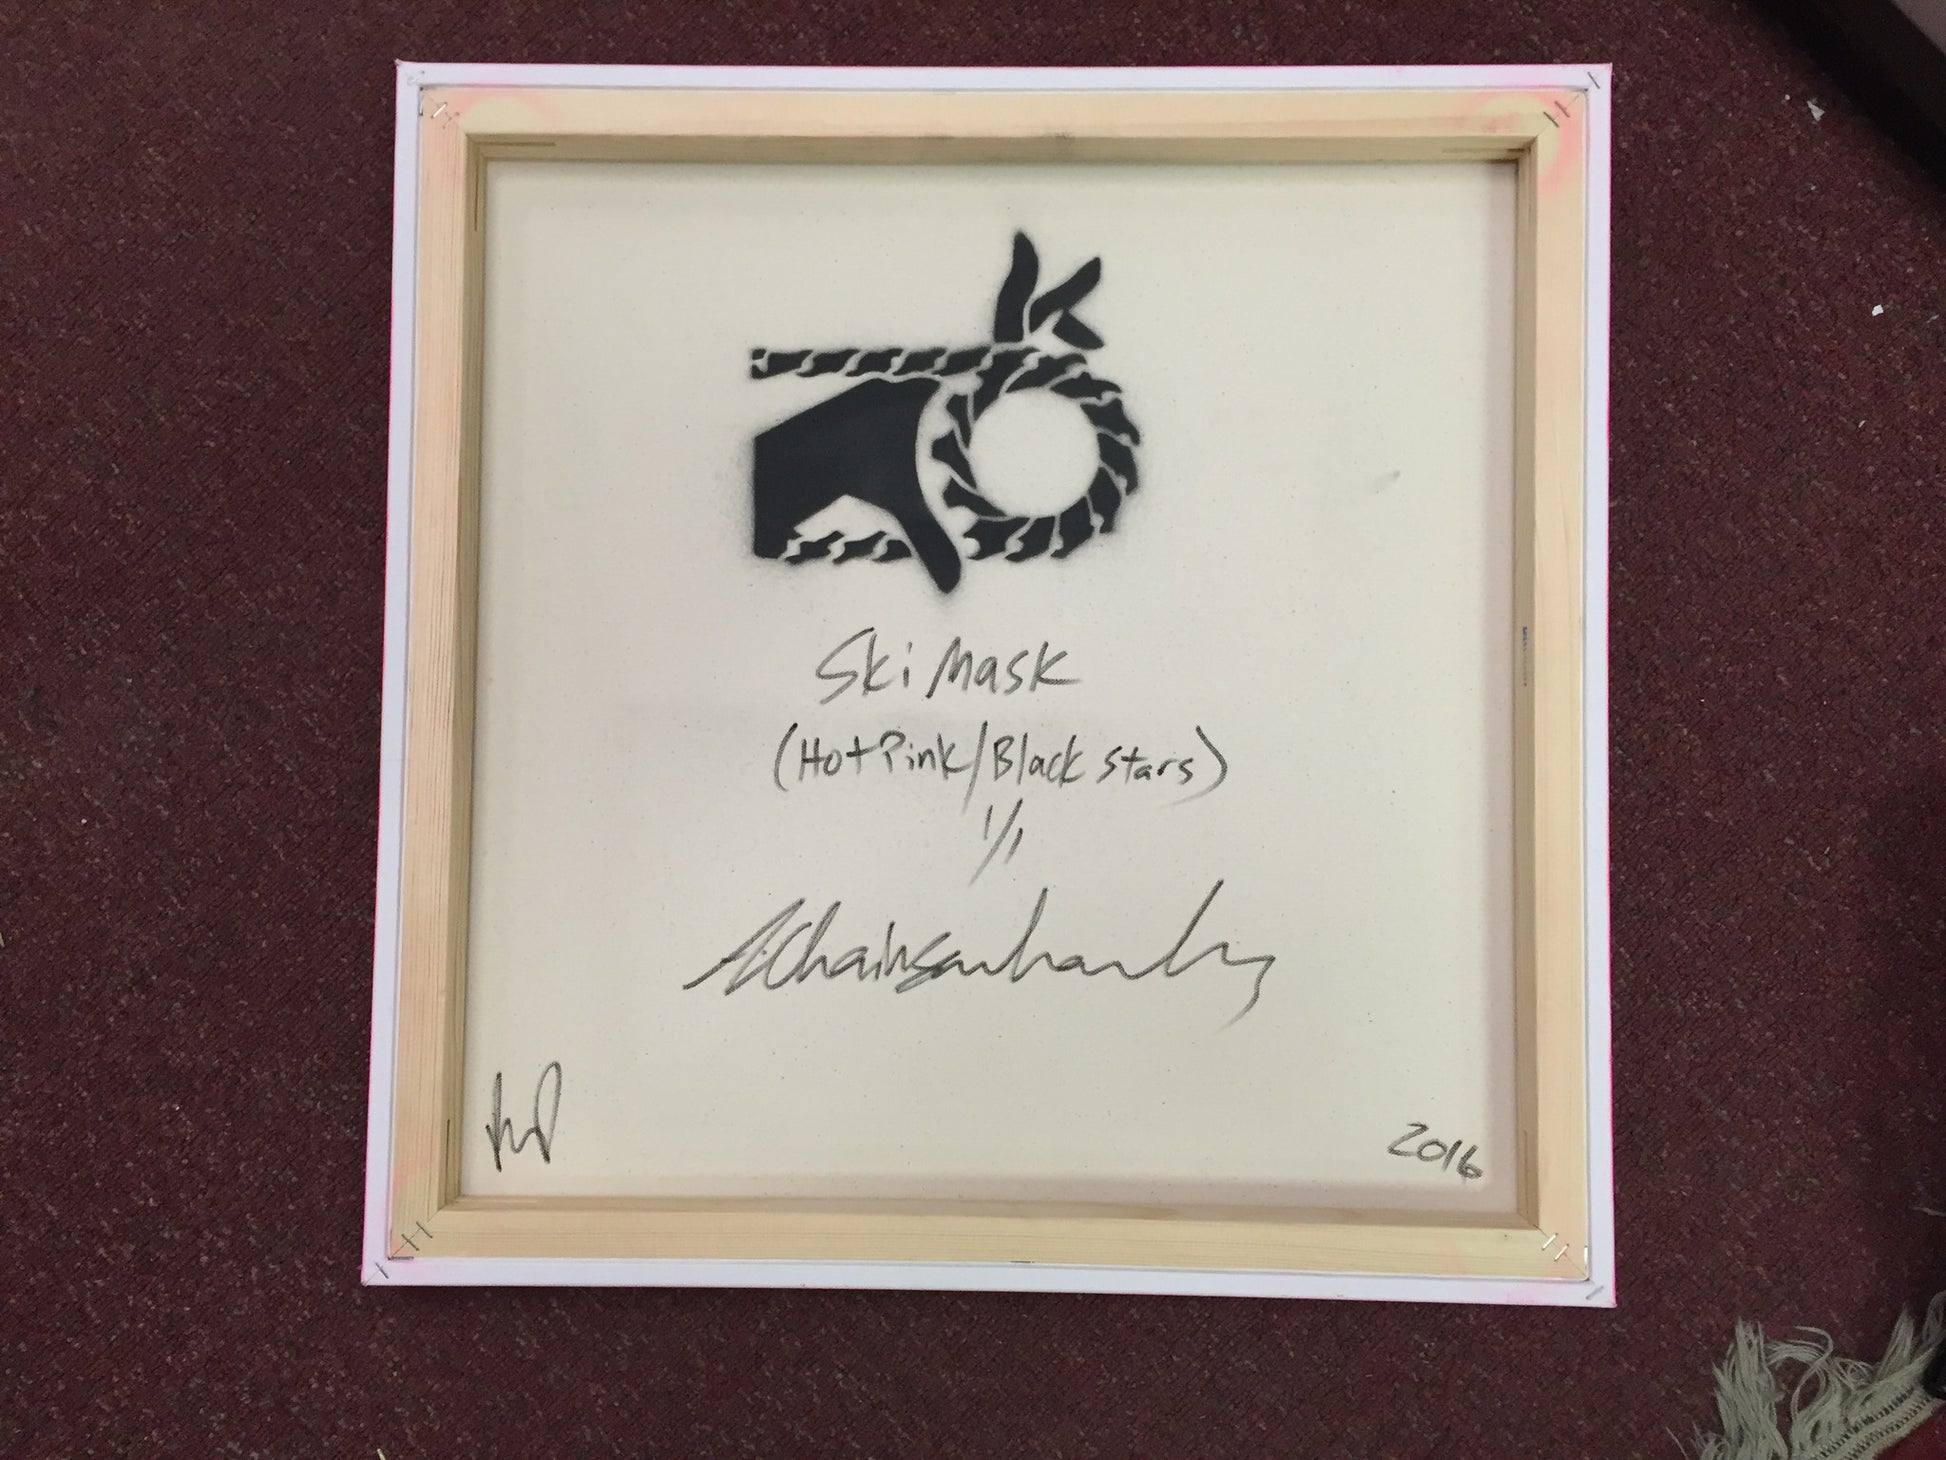 Ski Mask
(Hot Pink/Black Stars)
1/1
2016